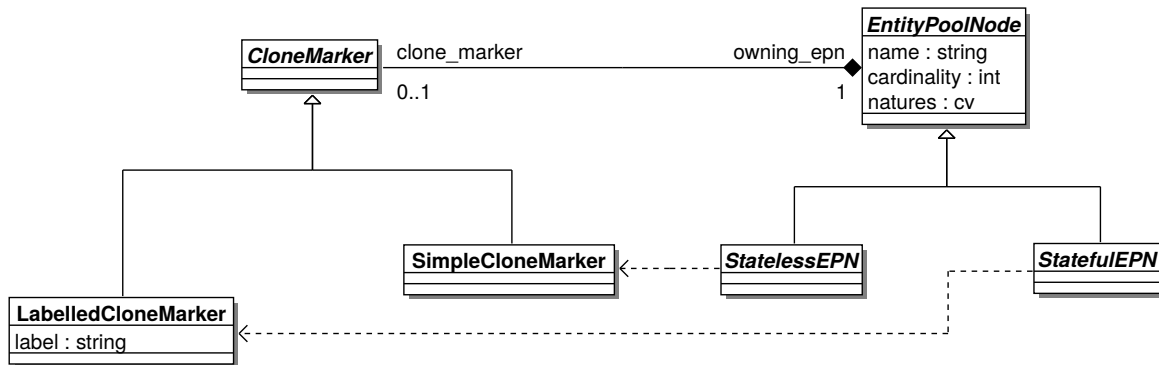 EntityPoolNode
CloneMarker
clone_marker
owning_epn
name : string
cardinality : int
0..1
1
natures : cv
SimpleCloneMarker
StatelessEPN
StatefulEPN
LabelledCloneMarker
label : string